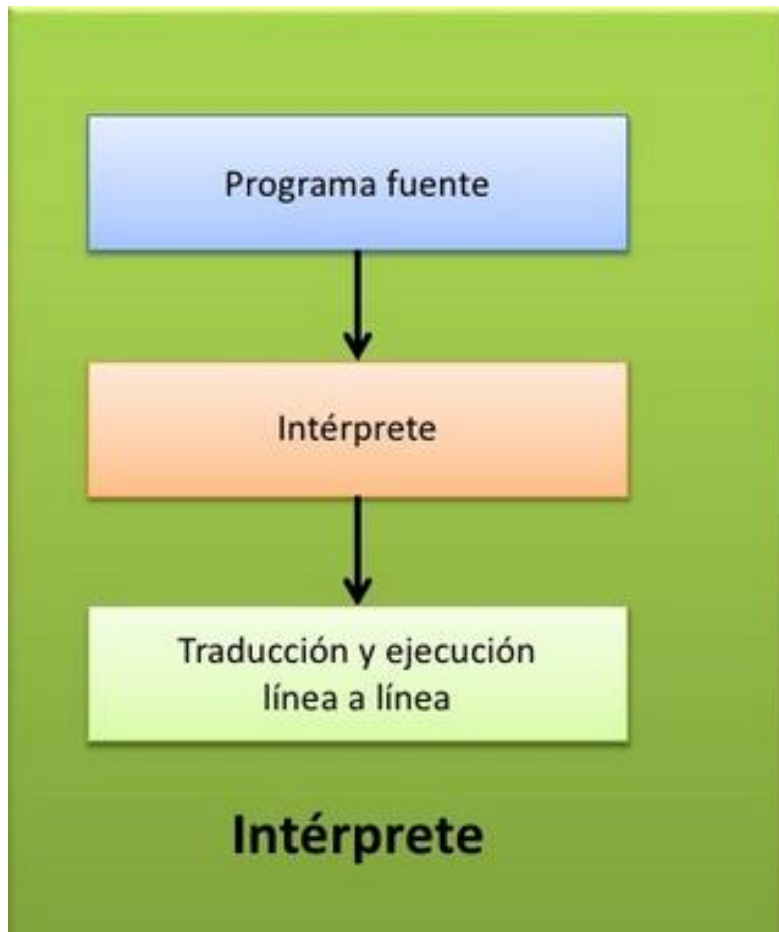 Programa fuente
Intérprete
Traducción y ejecución
línea a línea
Intérprete